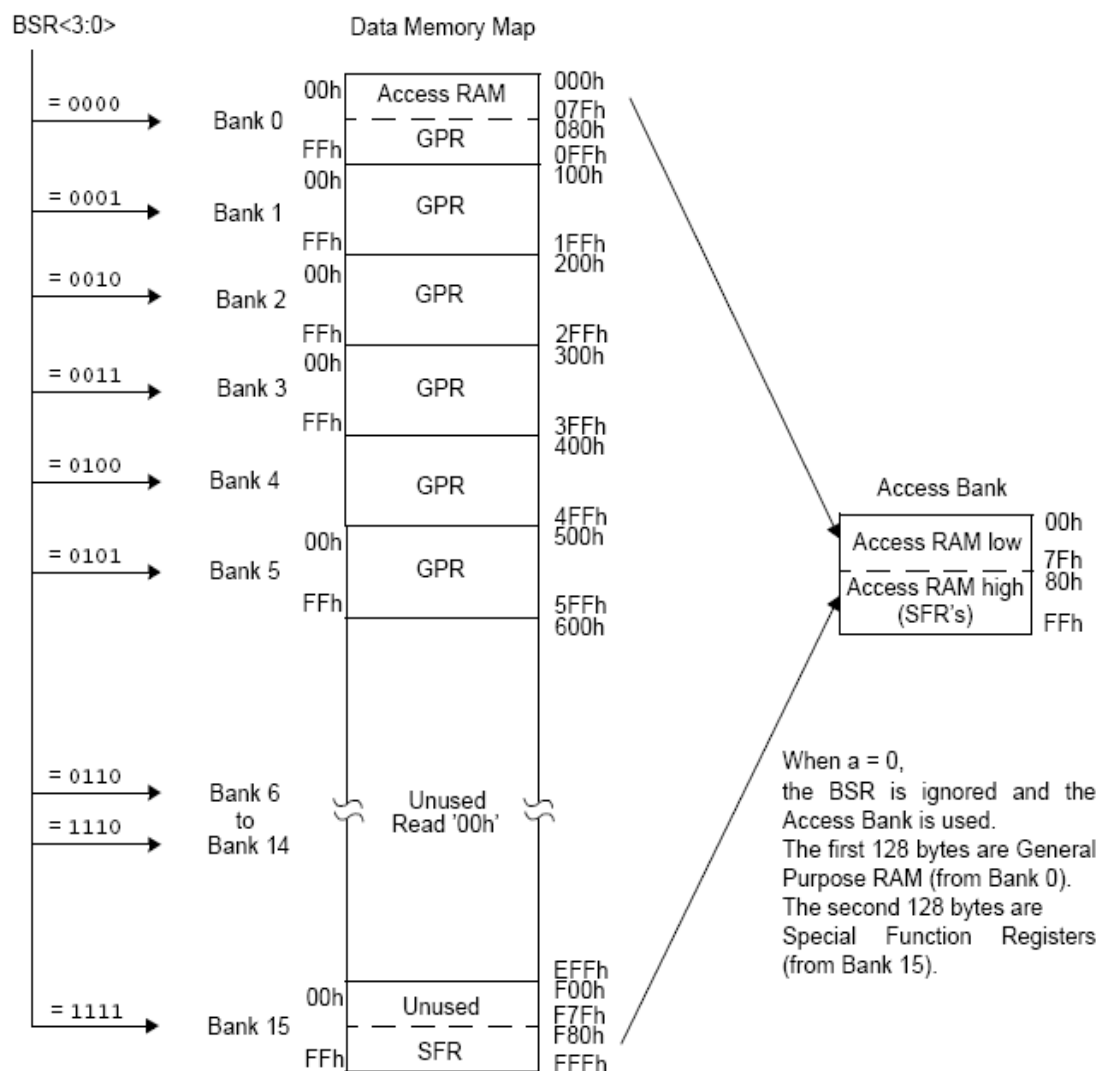 BSR<3:0>
Data Memory Map
= 0000
Bank 0
00h
Access RAM
000h
07Fh
080h
FFh
GPR
0FFh
100h
= 0001
Bank 1
00h
GPR
FFh
1FFh
200h
= 0010
Bank 2
00h
GPR
FFh
2FFh
300h
= 0011
Bank 3
00h
GPR
FFh
3FFh
400h
= 0100
Bank 4
GPR
4FFh
500h
= 0101
Bank 5
00h
GPR
FFh
5FFh
600h
= 0110
Bank 6
to
= 1110
Bank 14
Unused
Read '00h'
EFFh
F00h
= 1111
Bank 15
00h
Unused
F7Fh
F80h
FFh
SFR
FFFh
Access Bank
00h
Access RAM low
7Fh
80h
Access RAM high
(SFR's)
FFh
When a = 0,
the BSR is ignored and the
Access Bank is used.
The first 128 bytes are General
Purpose RAM (from Bank 0).
The second 128 bytes are
Special Function Registers
(from Bank 15).